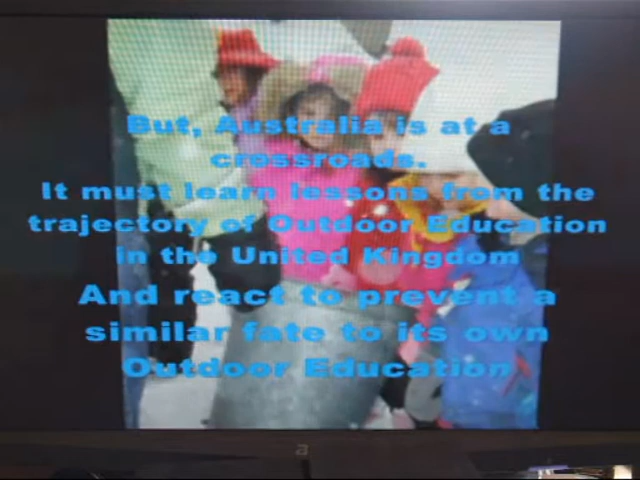 But, Australia is at a
crossroads.
It must learn lessons from the
trajectory of Outdoor Education
in the United Kingdom
And react to prevent a
similar fate to its own
Outdoor Education